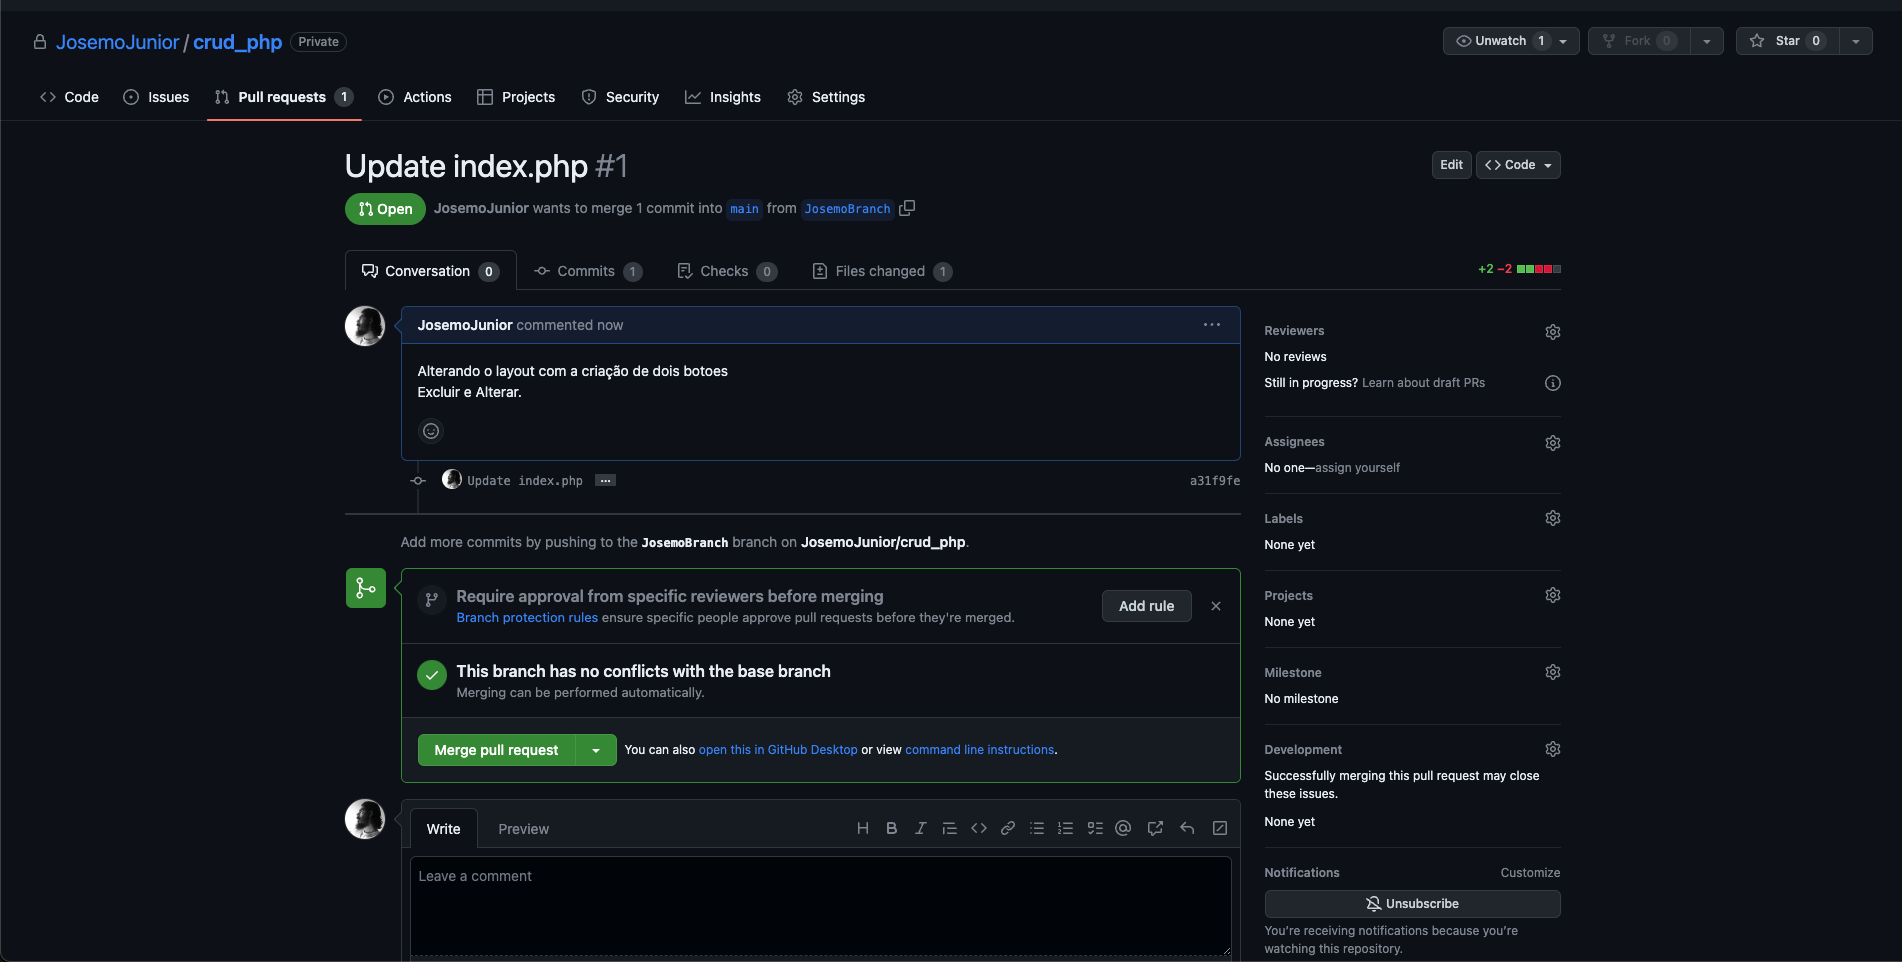 JosemoJunior / crud_php Private
Unwatch 1
Fork 0
Star 0
Code
Issues
Pull requests 1
Actions
Projects
Security
Insights
Settings
Update index.php #1
Edit
Code
Open
JosemoJunior wants to merge 1 commit into main from JosemoBranch
Conversation 0
Commits 1
Checks 0
Files changed 1
+2 −2
JosemoJunior commented now
Alterando o layout com a criação de dois botoes
Excluir e Alterar.
Update index.php
a31f9fe
Add more commits by pushing to the JosemoBranch branch on JosemoJunior/crud_php.
Require approval from specific reviewers before merging
Branch protection rules ensure specific people approve pull requests before they're merged.
Add rule
This branch has no conflicts with the base branch
Merging can be performed automatically.
Merge pull request
You can also open this in GitHub Desktop or view command line instructions.
Write
Preview
Leave a comment
Reviewers
No reviews
Still in progress? Learn about draft PRs
Assignees
No one—assign yourself
Labels
None yet
Projects
None yet
Milestone
No milestone
Development
Successfully merging this pull request may close
these issues.
None yet
Notifications
Customize
Unsubscribe
You're receiving notifications because you're
watching this repository.